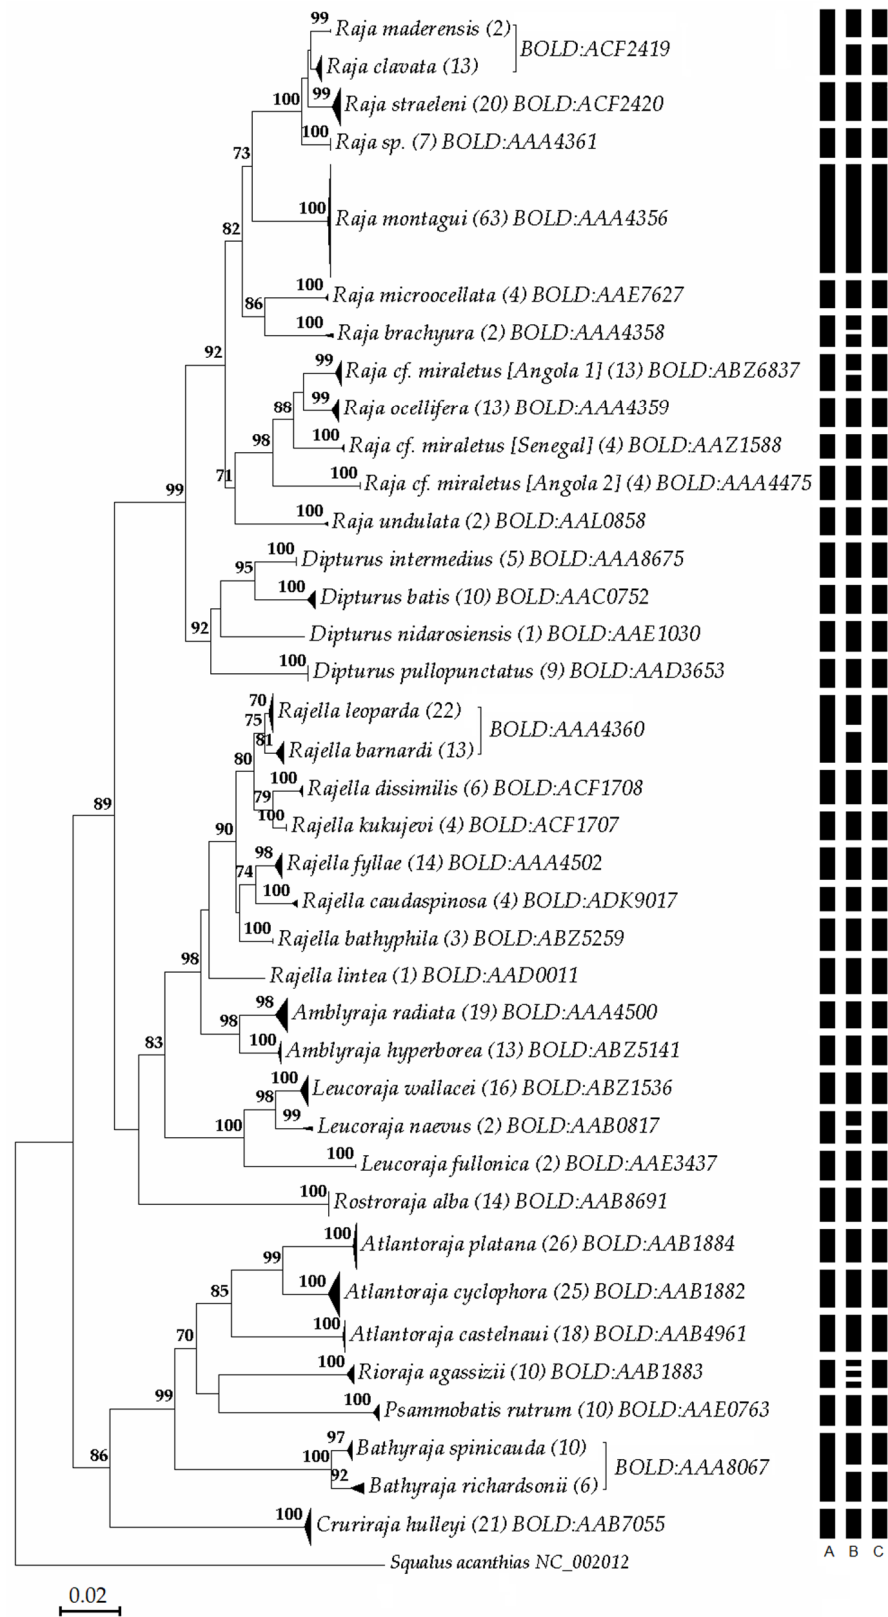 99
Raja maderensis (2)
BOLD:ACF2419
Raja clavata (13)
99
Raja straeleni (20) BOLD:ACF2420
100
100
Raja sp. (7) BOLD:AAA4361
73
100
Raja montagui (63) BOLD:AAA4356
82
100
Raja microocellata (4) BOLD:AAE7627
86
100
Raja brachyura (2) BOLD:AAA4358
92
99
Raja cf. miraletus [Angola 1] (13) BOLD:ABZ6837
99
Raja ocellifera (13) BOLD:AAA4359
88
100
Raja cf. miraletus [Senegal] (4) BOLD:AAZ1588
98
100
Raja cf. miraletus [Angola 2] (4) BOLD:AAA4475
71
99
100
Raja undulata (2) BOLD:AAL0858
100
Dipturus intermedius (5) BOLD:AAA8675
95
100
Dipturus batis (10) BOLD:AAC0752
92
Dipturus nidarosiensis (1) BOLD:AAE1030
100
Dipturus pullopunctatus (9) BOLD:AAD3653
70
Rajella leoparda (22)
75
BOLD:AAA4360
81
Rajella barnardi (13)
80
100
Rajella dissimilis (6) BOLD:ACF1708
79
89
100
Rajella kukujevi (4) BOLD:ACF1707
90
98
Rajella fyllae (14) BOLD:AAA4502
74
100
Rajella caudaspinosa (4) BOLD:ADK9017
100
Rajella bathyphila (3) BOLD:ABZ5259
98
Rajella lintea (1) BOLD:AAD0011
98
Amblyraja radiata (19) BOLD:AAA4500
98
100
Amblyraja hyperborea (13) BOLD:ABZ5141
83
100
Leucoraja wallacei (16) BOLD:ABZ1536
98
99
Leucoraja naevus (2) BOLD:AAB0817
100
100
Leucoraja fullonica (2) BOLD:AAE3437
100
Rostroraja alba (14) BOLD:AAB8691
100
Atlantoraja platana (26) BOLD:AAB1884
99
100
Atlantoraja cyclophora (25) BOLD:AAB1882
85
100
Atlantoraja castelnaui (18) BOLD:AAB4961
70
100
Rioraja agassizii (10) BOLD:AAB1883
99
100
Psammobatis rutrum (10) BOLD:AAE0763
97
Bathyraja spinicauda (10)
100
BOLD:AAA8067
86
92
Bathyraja richardsonii (6)
100
Cruriraja hulleyi (21) BOLD:AAB7055
A B C
Squalus acanthias NC_002012
0.02